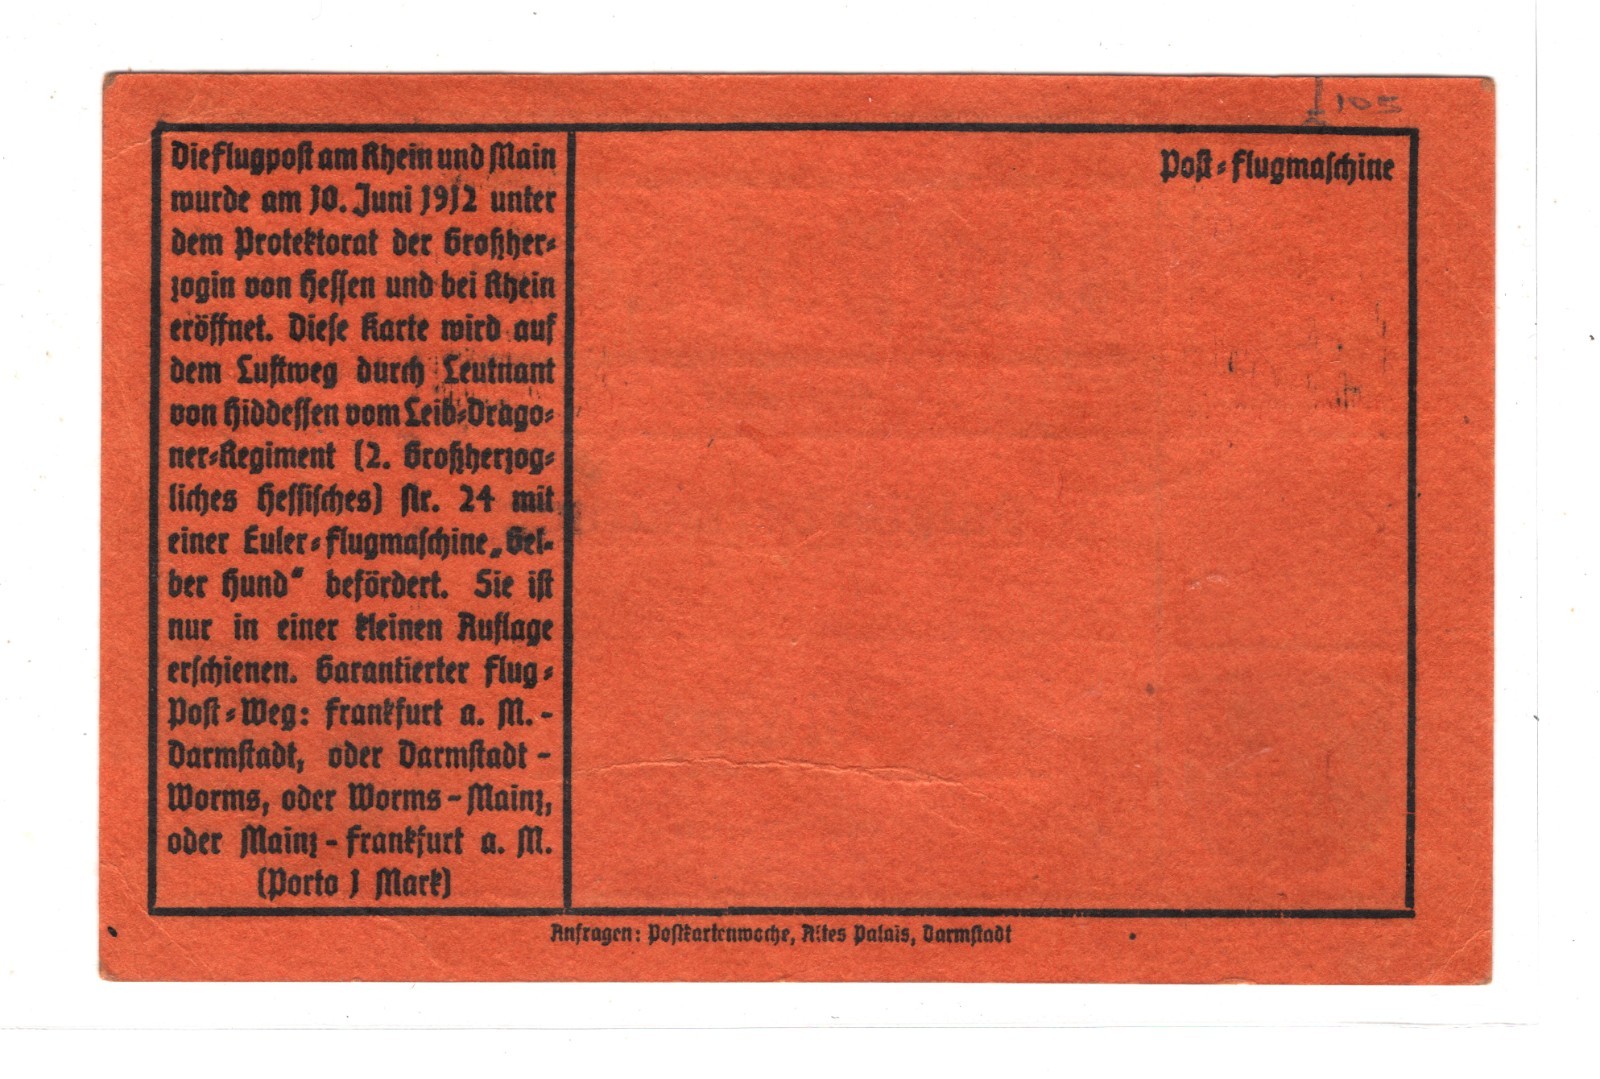 Die Flugpost am Rhein und Main
wurde am 10. Juni 1912 unter
dem Protektorat der Großher-
zogin von Hessen und bei Rhein
eröffnet. Diese Karte wird auf
dem Luftweg durch Leutnant
von Hiddessen vom Leib-Drago-
ner-Regiment (2. Großherzog-
liches Hessisches) Nr. 24 mit
einer Euler-Flugmaschine „Gel-
ber Hund“ befördert. Sie ist
nur in einer kleinen Auflage
erschienen. Garantierter Flug-
Post-Weg: Frankfurt a. M. -
Darmstadt, oder Darmstadt -
Worms, oder Worms - Mainz,
oder Mainz - Frankfurt a. M.
(Porto 1 Mark)
I 105
Post-Flugmaschine
Anfragen: Postkartenwoche, Altes Palais, Darmstadt